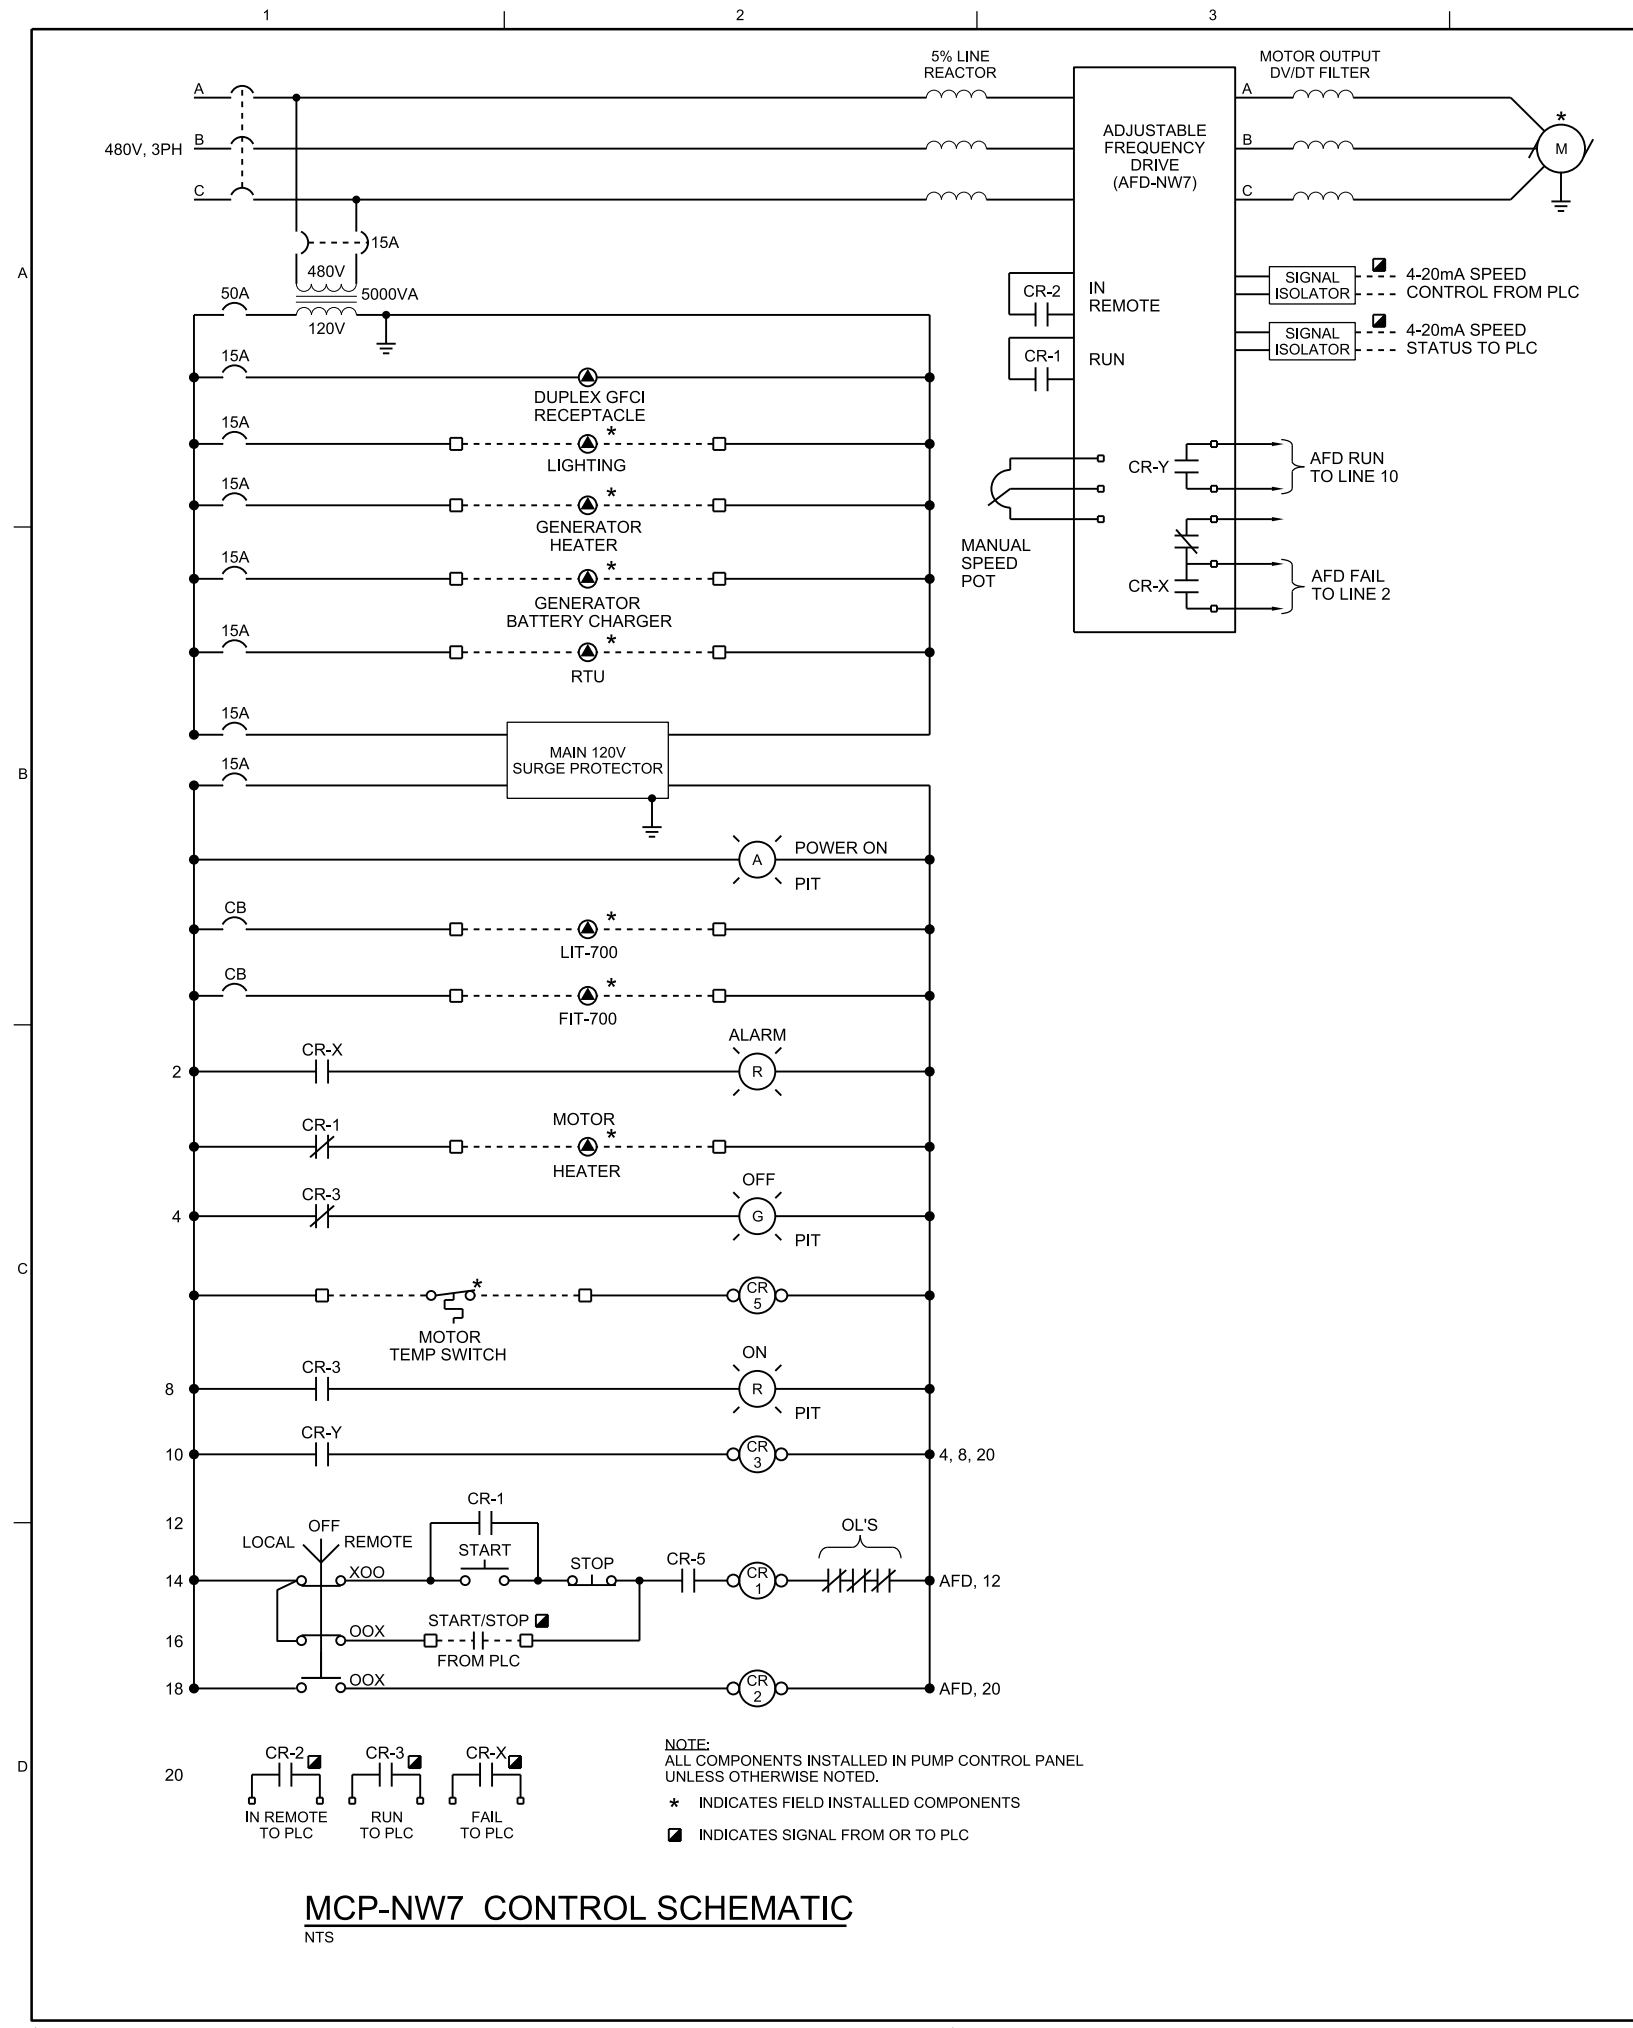 1
2
3
5% LINE
REACTOR
MOTOR OUTPUT
DV/DT FILTER
A
A
B
480V, 3PH
B
C
C
ADJUSTABLE
FREQUENCY
DRIVE
(AFD-NW7)
M
*
15A
480V
5000VA
50A
120V
A
CR-2
IN
REMOTE
CR-1
RUN
SIGNAL
ISOLATOR
4-20mA SPEED
CONTROL FROM PLC
SIGNAL
ISOLATOR
4-20mA SPEED
STATUS TO PLC
15A
DUPLEX GFCI
RECEPTACLE
15A
*
LIGHTING
15A
*
GENERATOR
HEATER
15A
*
GENERATOR
BATTERY CHARGER
15A
*
RTU
MANUAL
SPEED
POT
CR-Y
AFD RUN
TO LINE 10
CR-X
AFD FAIL
TO LINE 2
15A
MAIN 120V
SURGE PROTECTOR
B
15A
A
POWER ON
PIT
CB
*
LIT-700
CB
*
FIT-700
ALARM
2
CR-X
R
CR-1
MOTOR
*
HEATER
OFF
4
CR-3
G
PIT
C
*
MOTOR
TEMP SWITCH
CR
5
ON
8
CR-3
R
PIT
10
CR-Y
CR
3
4, 8, 20
12
CR-1
LOCAL
OFF
REMOTE
START
STOP
CR-5
OL'S
14
XOO
CR
1
AFD, 12
16
OOX
START/STOP
FROM PLC
18
OOX
CR
2
AFD, 20
D
20
CR-2
IN REMOTE
TO PLC
CR-3
RUN
TO PLC
CR-X
FAIL
TO PLC
NOTE:
ALL COMPONENTS INSTALLED IN PUMP CONTROL PANEL
UNLESS OTHERWISE NOTED.
* INDICATES FIELD INSTALLED COMPONENTS
INDICATES SIGNAL FROM OR TO PLC
MCP-NW7 CONTROL SCHEMATIC
NTS